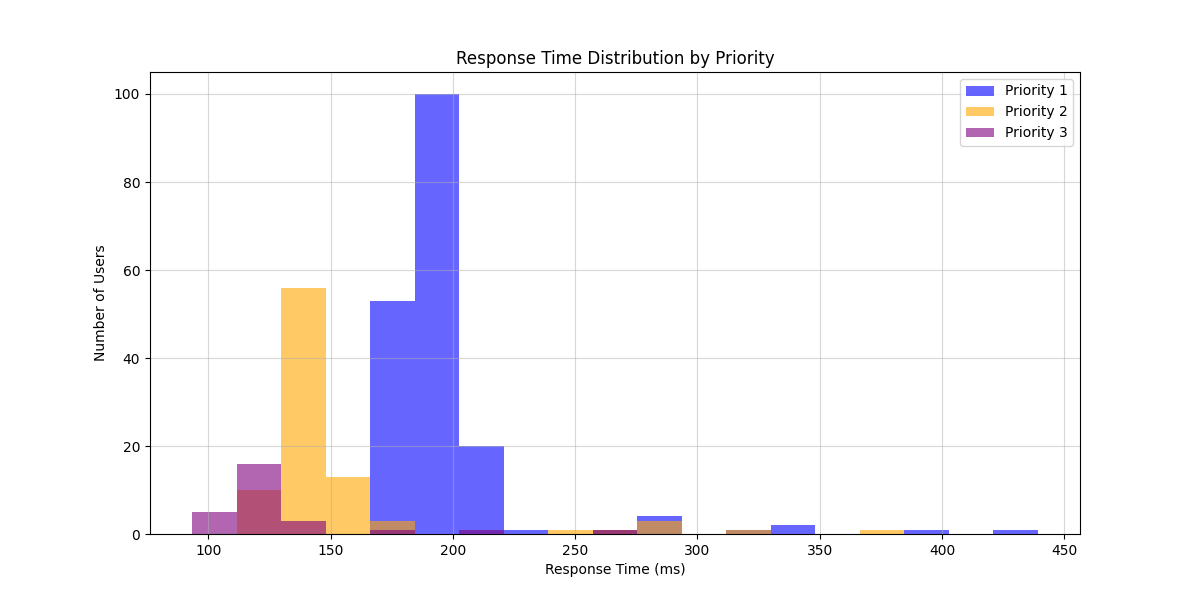 Response Time Distribution by Priority
Priority 1
Priority 2
Priority 3
100
80
60
40
20
0
Number of Users
100 150 200 250 300 350 400 450
Response Time (ms)